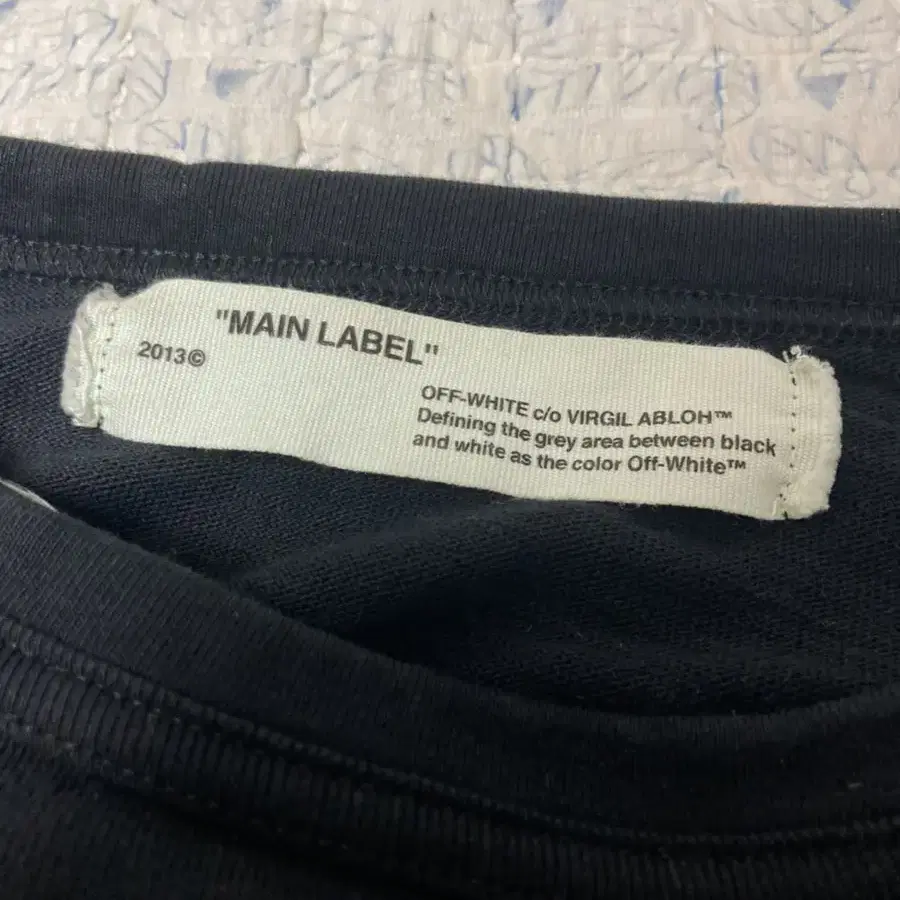 "MAIN LABEL"
2013©
OFF-WHITE c/o VIRGIL ABLOH™
Defining the grey area between black
and white as the color Off-White™